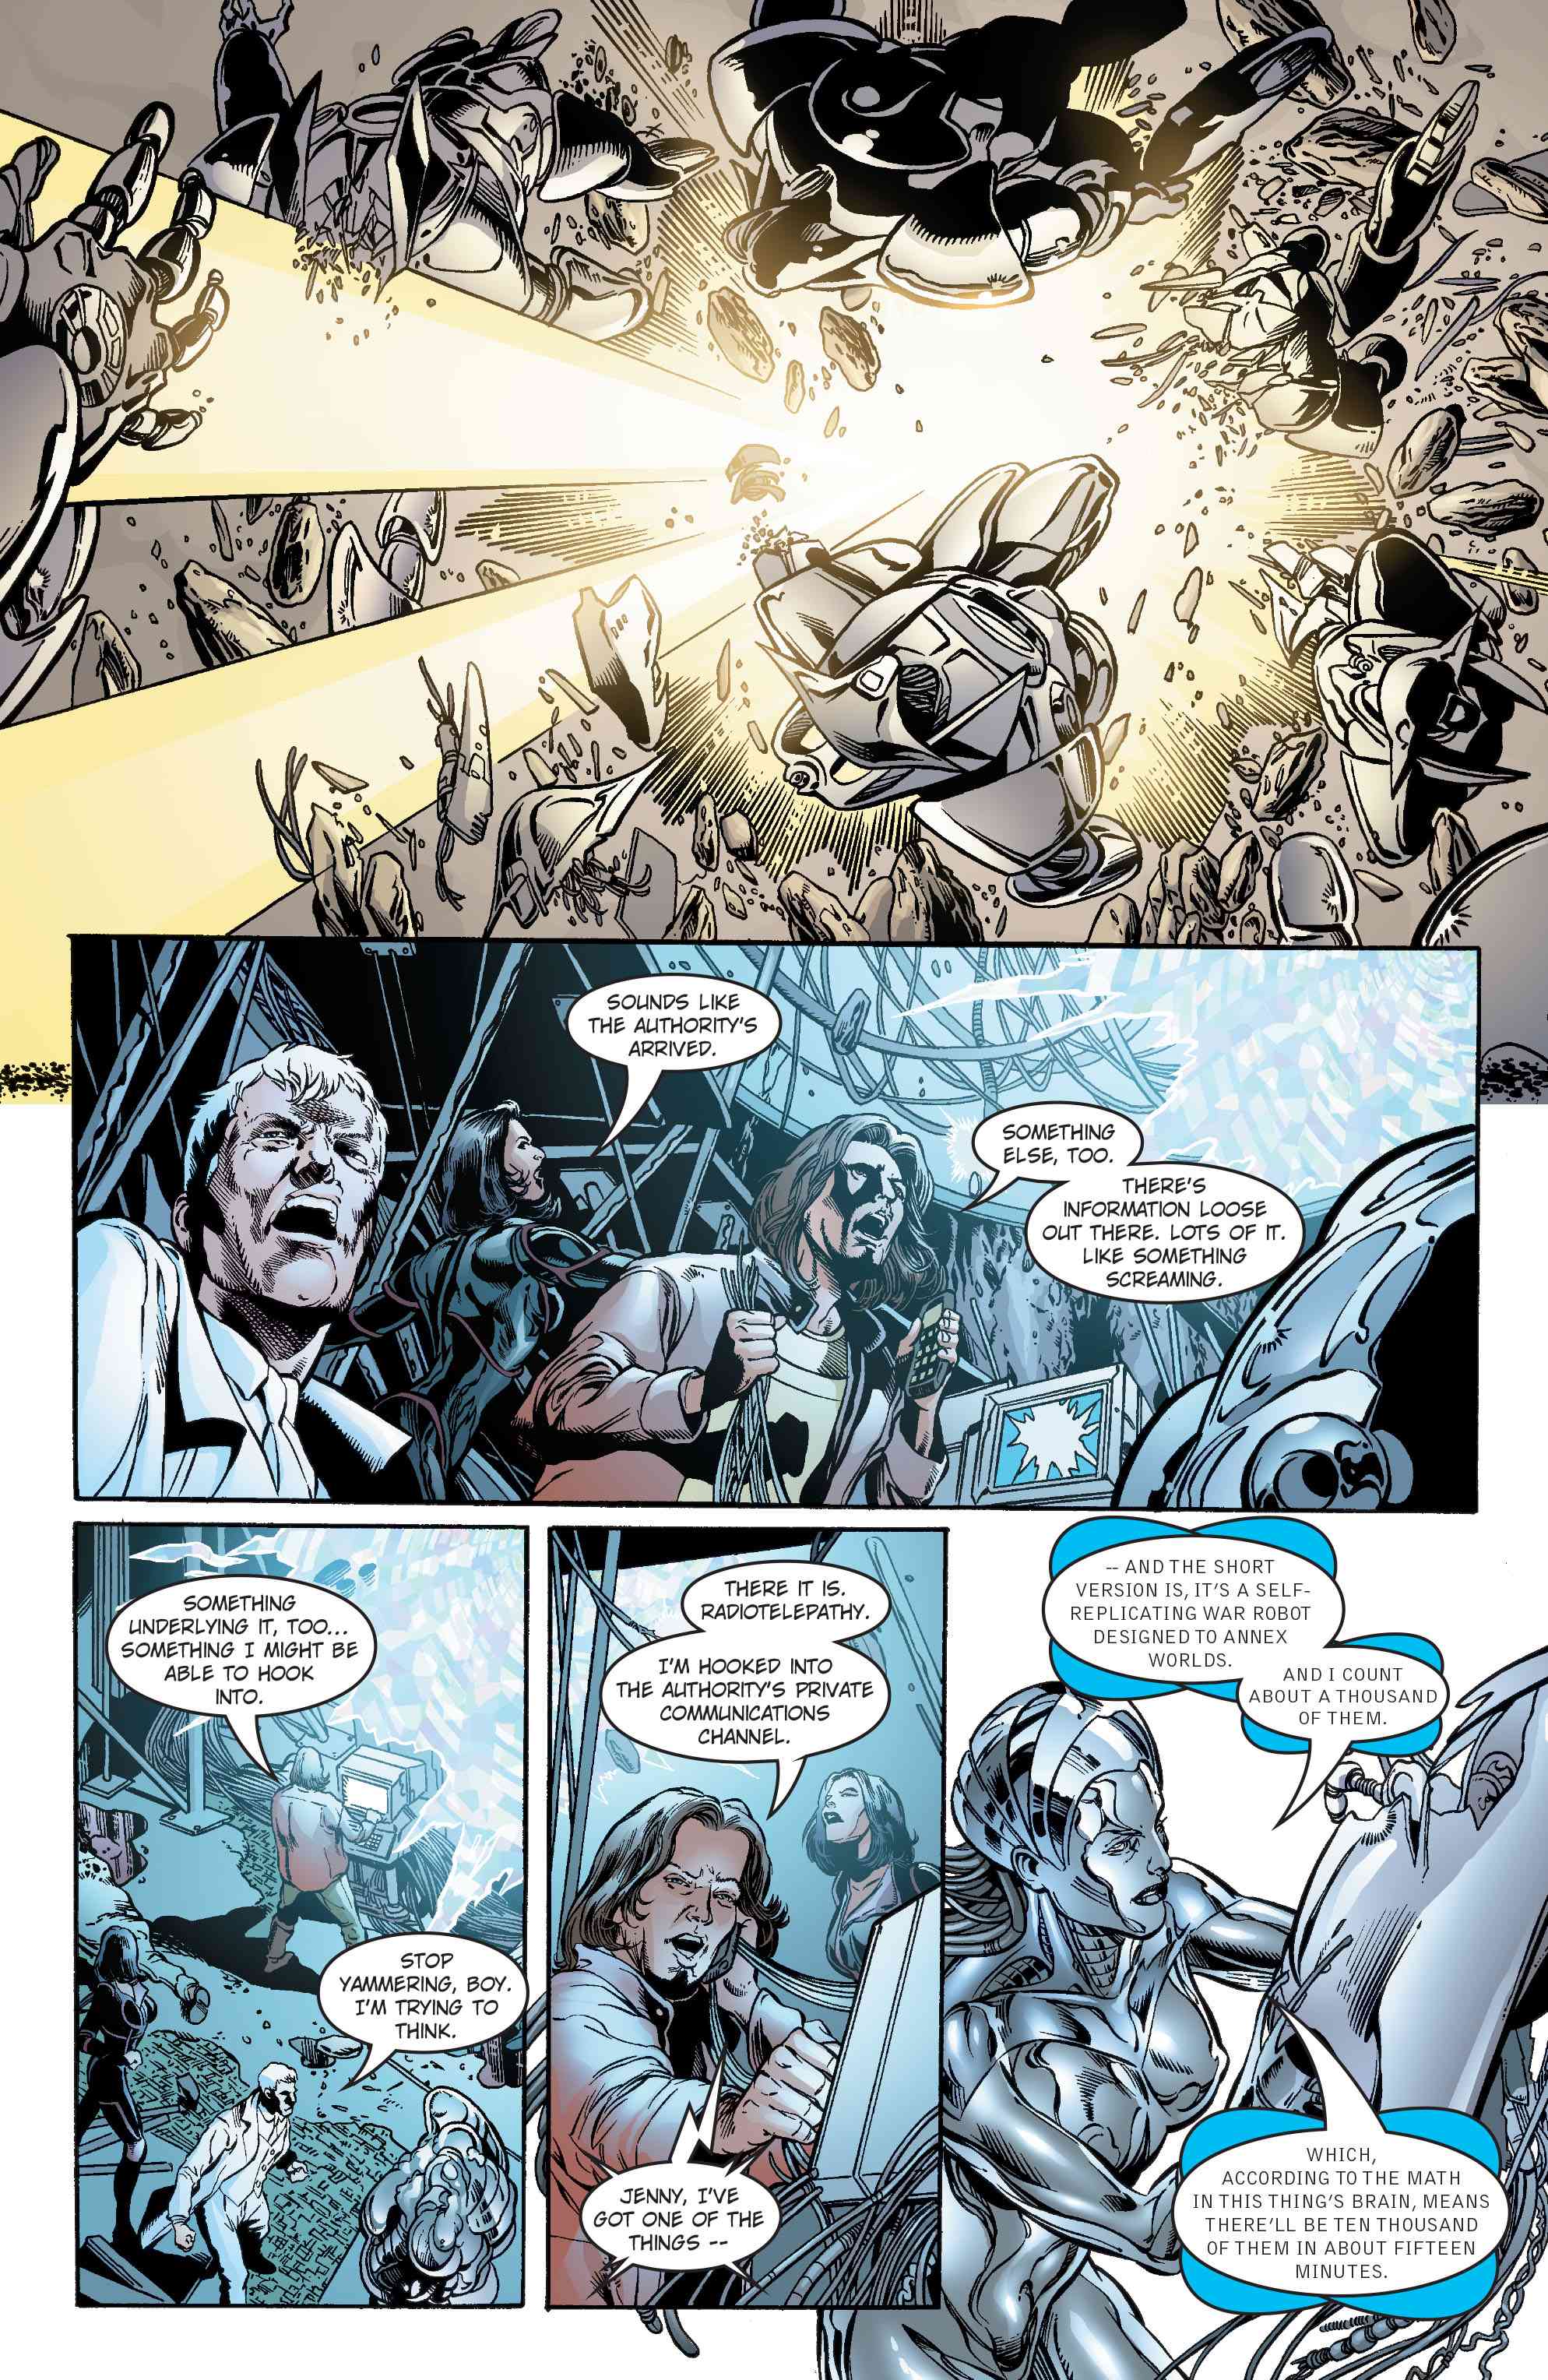 SOUNDS LIKE
THE AUTHORITY'S
ARRIVED.
SOMETHING
ELSE, TOO.
THERE'S
INFORMATION LOOSE
OUT THERE. LOTS OF IT.
LIKE SOMETHING
SCREAMING.
SOMETHING
UNDERLYING IT, TOO...
SOMETHING I MIGHT BE
ABLE TO HOOK
INTO.
STOP
YAMMERING, BOY.
I'M TRYING TO
THINK.
THERE IT IS.
RADIOTELEPATHY.
I'M HOOKED INTO
THE AUTHORITY'S PRIVATE
COMMUNICATIONS
CHANNEL.
JENNY, I'VE
GOT ONE OF THE
THINGS --
-- AND THE SHORT
VERSION IS, IT'S A SELF-
REPLICATING WAR ROBOT
DESIGNED TO ANNEX
WORLDS.
AND I COUNT
ABOUT A THOUSAND
OF THEM.
WHICH,
ACCORDING TO THE MATH
IN THIS THING'S BRAIN, MEANS
THERE'LL BE TEN THOUSAND
OF THEM IN ABOUT FIFTEEN
MINUTES.